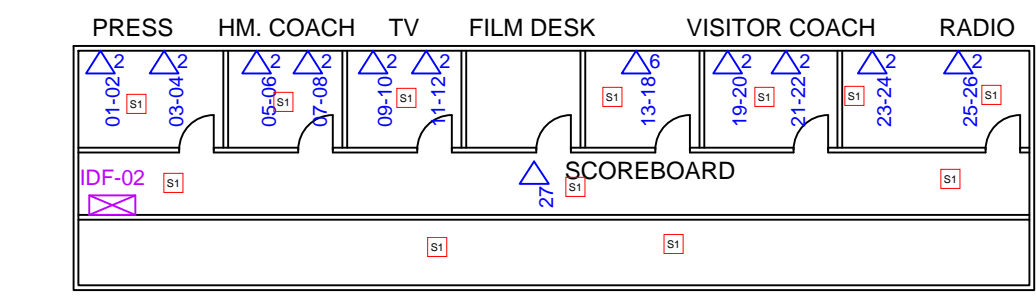 PRESS HM. COACH TV FILM DESK VISITOR COACH RADIO
2 2 2 2 2 2 6 2 2 2 2
01-02 03-04 05-06 07-08 09-10 11-12 13-18 19-20 21-22 23-24 25-26
S1 S1 S1 S1 S1 S1 S1
IDF-02 S1 27 S1 SCOREBOARD S1
S1 S1